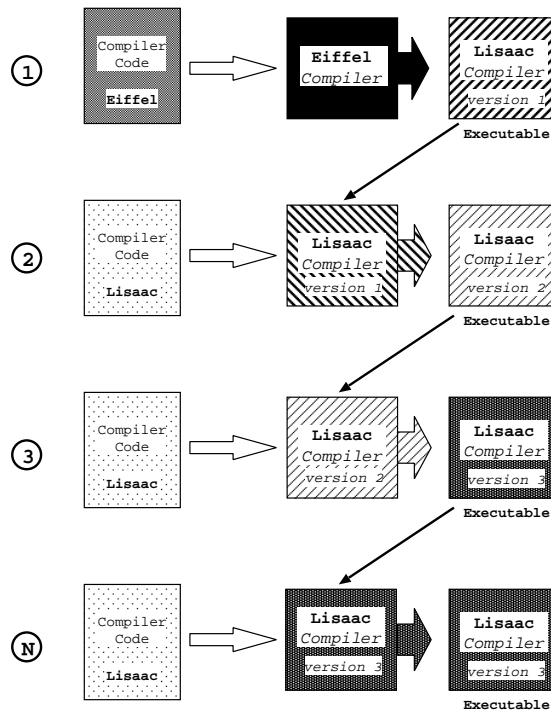 1
Compiler
Code
Eiffel
Eiffel
Compiler
Lisaac
Compiler
version 1
Executable
2
Compiler
Code
Lisaac
Lisaac
Compiler
version 1
Lisaac
Compiler
version 2
Executable
3
Compiler
Code
Lisaac
Lisaac
Compiler
version 2
Lisaac
Compiler
version 3
Executable
N
Compiler
Code
Lisaac
Lisaac
Compiler
version 3
Lisaac
Compiler
version 3
Executable